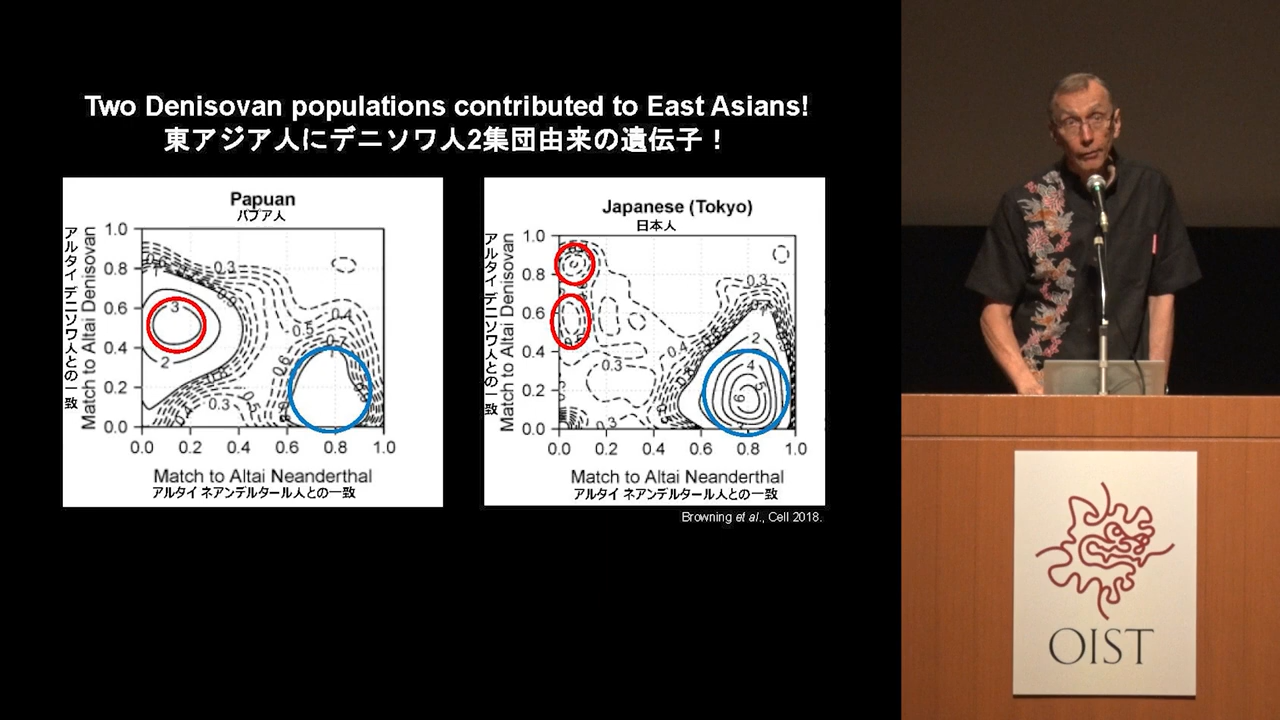 Two Denisovan populations contributed to East Asians!
東アジア人にデニソワ人2集団由来の遺伝子！
Papuan
パプア人
アルタイ デニソワ人との一致
Match to Altai Denisovan
1.0
0.8
0.6
0.4
0.2
0.0
0.3
3
0.4
0.5
2
0.6
0.3
0.0 0.2 0.4 0.6 0.8 1.0
Match to Altai Neanderthal
アルタイ ネアンデルタール人との一致
Japanese (Tokyo)
日本人
アルタイ デニソワ人との一致
Match to Altai Denisovan
1.0
0.8
0.6
0.4
0.2
0.0
0.3
2
0.4
0.3
4
5
6
0.3
0.0 0.2 0.4 0.6 0.8 1.0
Match to Altai Neanderthal
アルタイ ネアンデルタール人との一致
Browning et al., Cell 2018.
OIST